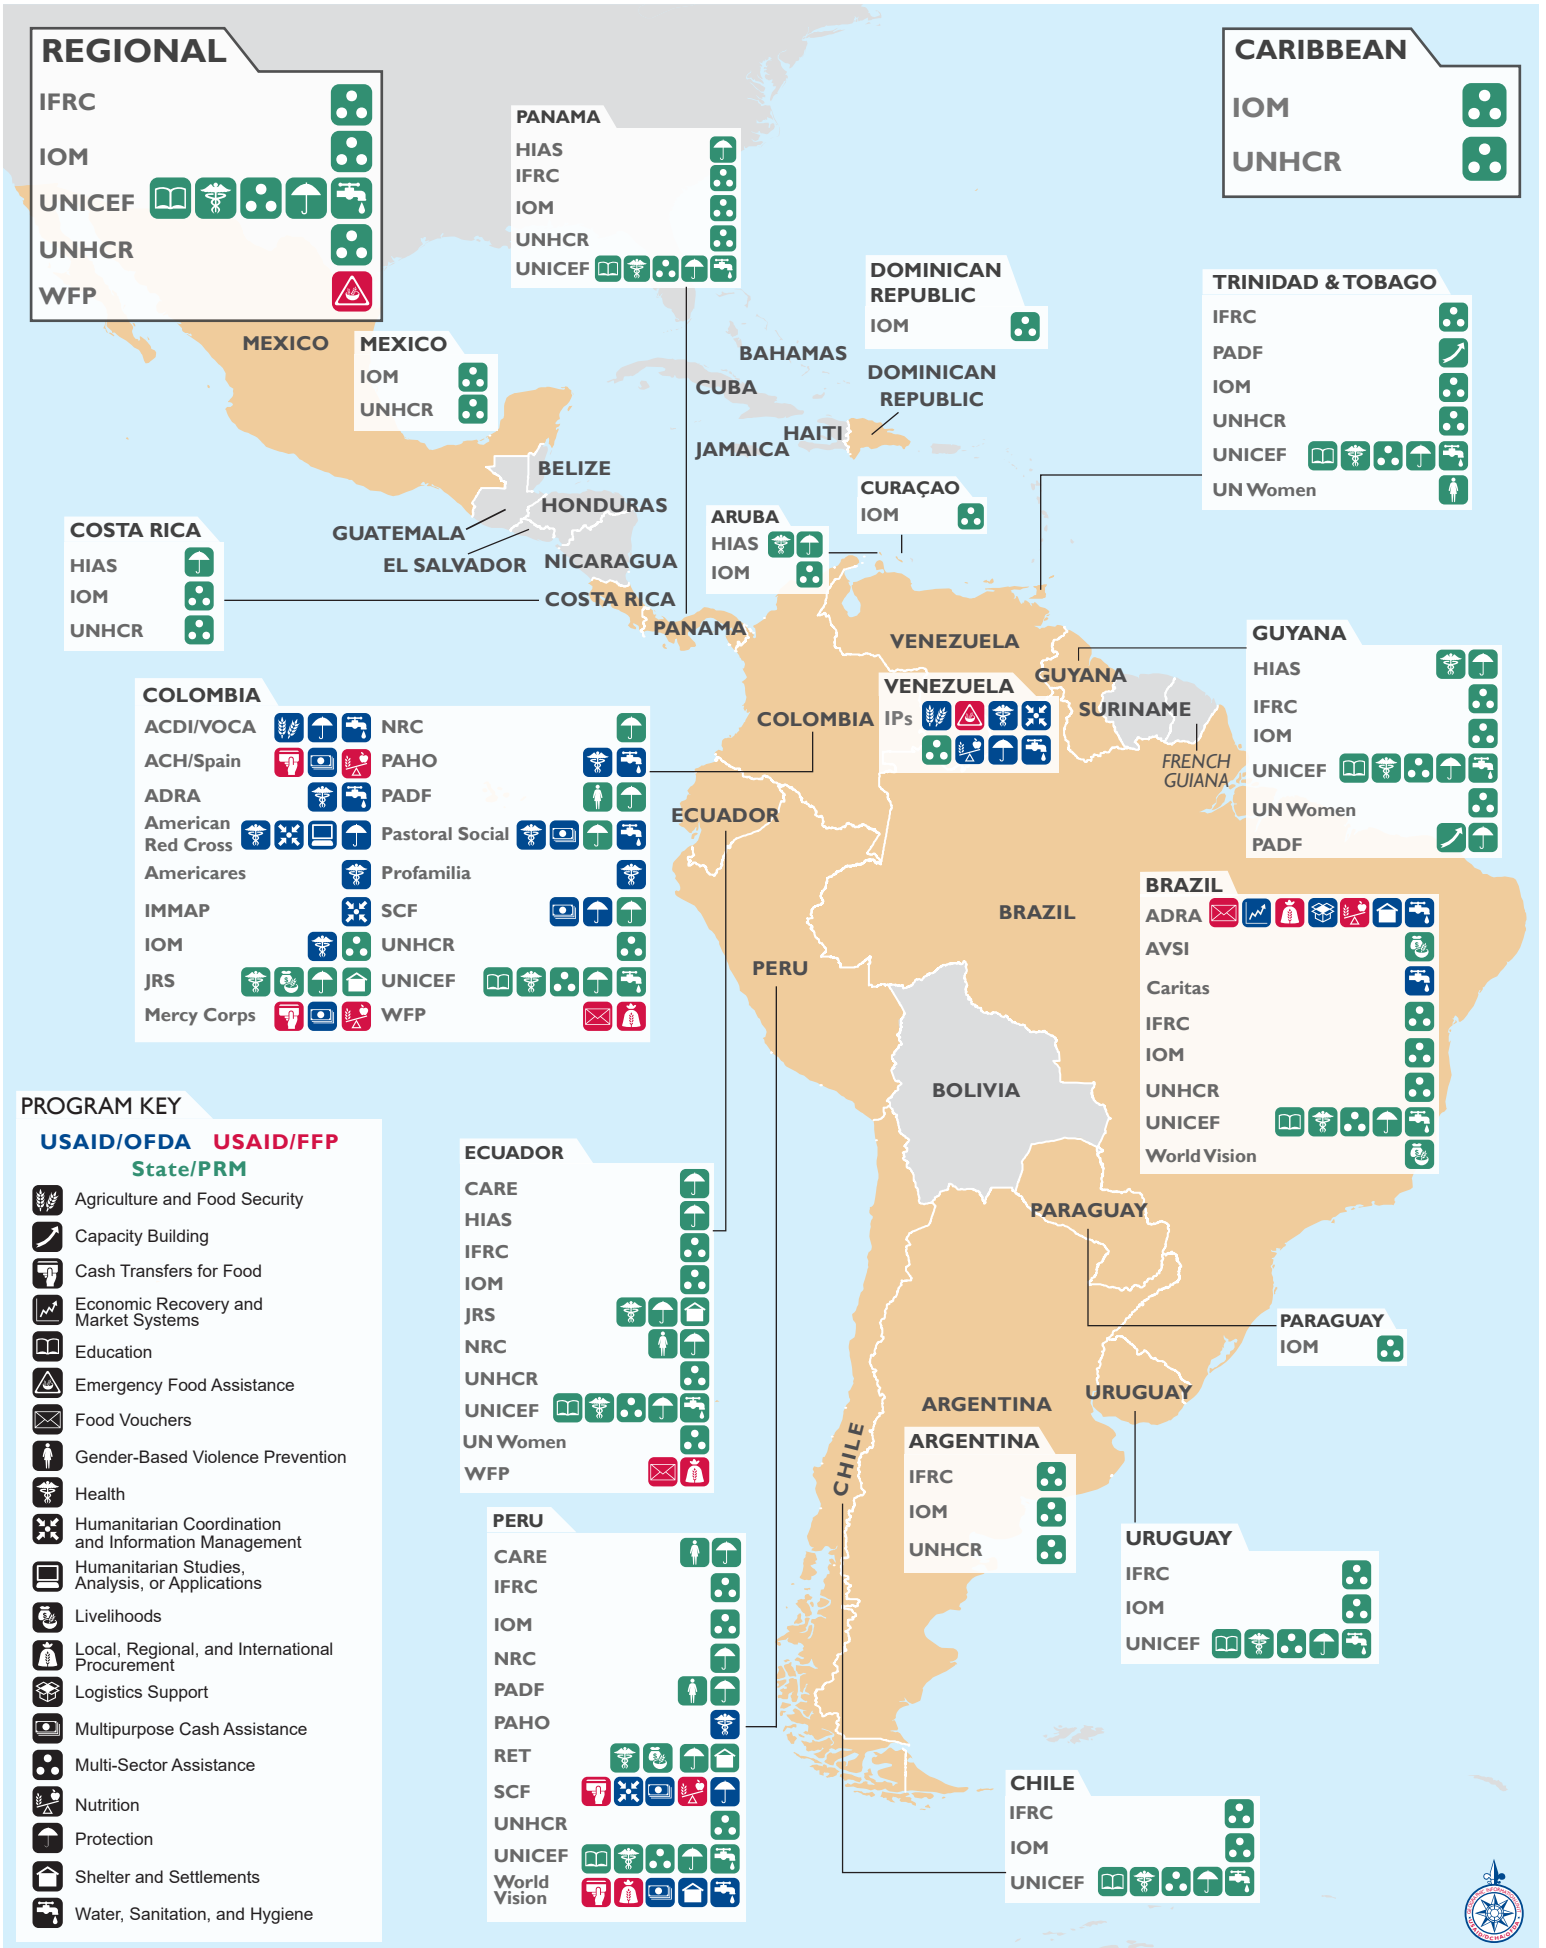 REGIONAL
IFRC
IOM
UNICEF
UNHCR
WFP
CARIBBEAN
IOM
UNHCR
PANAMA
HIAS
IFRC
IOM
UNHCR
UNICEF
DOMINICAN
REPUBLIC
IOM
TRINIDAD & TOBAGO
IFRC
PADF
IOM
UNHCR
UNICEF
UN Women
MEXICO
MEXICO
IOM
UNHCR
BAHAMAS
CUBA
DOMINICAN
REPUBLIC
HAITI
JAMAICA
BELIZE
HONDURAS
GUATEMALA
EL SALVADOR
NICARAGUA
COSTA RICA
PANAMA
CURAÇAO
IOM
ARUBA
HIAS
IOM
COSTA RICA
HIAS
IOM
UNHCR
VENEZUELA
GUYANA
SURINAME
FRENCH
GUIANA
VENEZUELA
IPs
GUYANA
HIAS
IFRC
IOM
UNICEF
UN Women
PADF
COLOMBIA
COLOMBIA
ACDI/VOCA
ACH/Spain
ADRA
American
Red Cross
Americares
IMMAP
IOM
JRS
Mercy Corps
NRC
PAHO
PADF
Pastoral Social
Profamilia
SCF
UNHCR
UNICEF
WFP
ECUADOR
PERU
BRAZIL
BRAZIL
ADRA
AVSI
Caritas
IFRC
IOM
UNHCR
UNICEF
World Vision
BOLIVIA
PARAGUAY
PROGRAM KEY
USAID/OFDA USAID/FFP
State/PRM
Agriculture and Food Security
Capacity Building
Cash Transfers for Food
Economic Recovery and
Market Systems
Education
Emergency Food Assistance
Food Vouchers
Gender-Based Violence Prevention
Health
Humanitarian Coordination
and Information Management
Humanitarian Studies,
Analysis, or Applications
Livelihoods
Local, Regional, and International
Procurement
Logistics Support
Multipurpose Cash Assistance
Multi-Sector Assistance
Nutrition
Protection
Shelter and Settlements
Water, Sanitation, and Hygiene
ECUADOR
CARE
HIAS
IFRC
IOM
JRS
NRC
UNHCR
UNICEF
UN Women
WFP
PERU
CARE
IFRC
IOM
NRC
PADF
PAHO
RET
SCF
UNHCR
UNICEF
World
Vision
PARAGUAY
IOM
URUGUAY
ARGENTINA
CHILE
ARGENTINA
IFRC
IOM
UNHCR
URUGUAY
IFRC
IOM
UNICEF
CHILE
IFRC
IOM
UNICEF